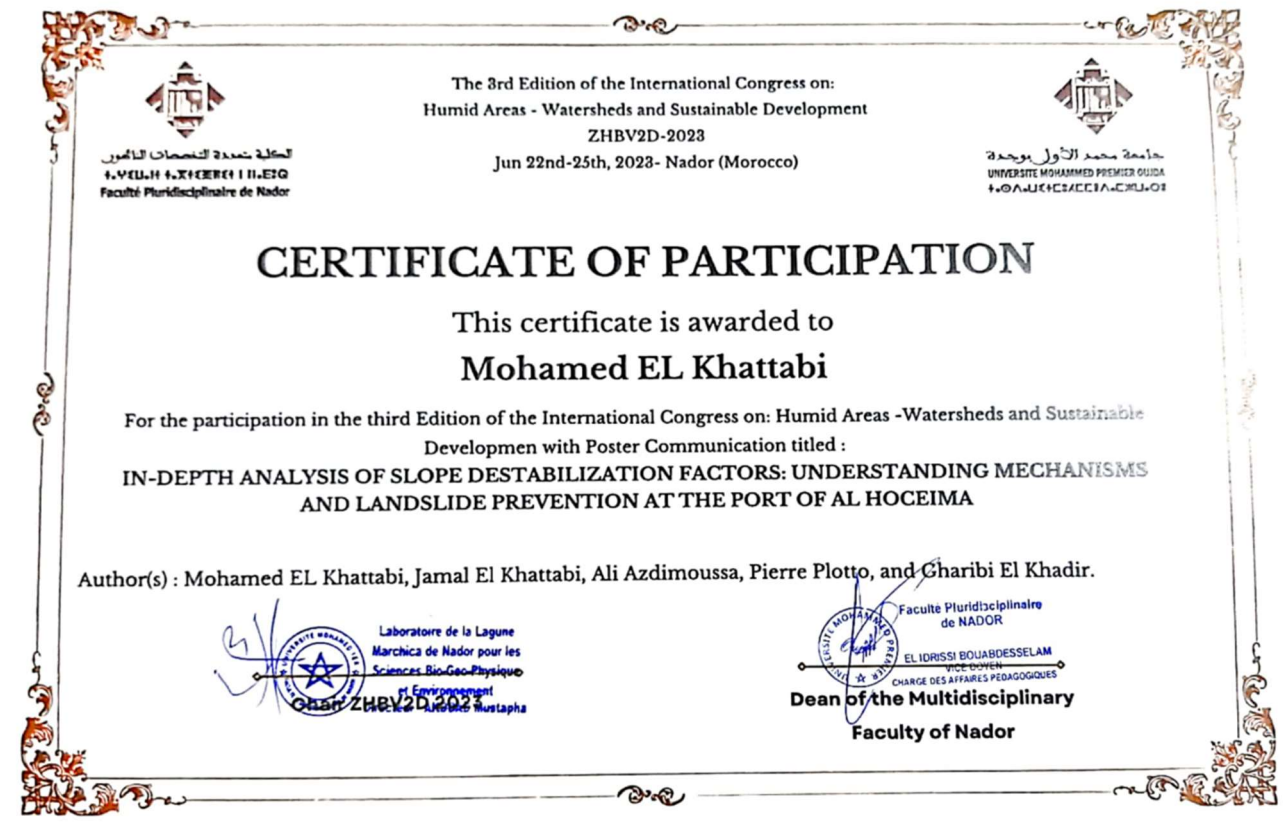 The 3rd Edition of the International Congress on:
Humid Areas - Watersheds and Sustainable Development
ZHBV2D-2023
Jun 22nd-25th, 2023- Nador (Morocco)
الكلية متعددة التخصصات الناظور
Faculté Pluridisciplinaire de Nador
جامعة محمد الأول بوجدة
UNIVERSITE MOHAMMED PREMIER OUJDA
CERTIFICATE OF PARTICIPATION
This certificate is awarded to
Mohamed EL Khattabi
For the participation in the third Edition of the International Congress on: Humid Areas -Watersheds and Sustainable
Developmen with Poster Communication titled :
IN-DEPTH ANALYSIS OF SLOPE DESTABILIZATION FACTORS: UNDERSTANDING MECHANISMS
AND LANDSLIDE PREVENTION AT THE PORT OF AL HOCEIMA
Author(s) : Mohamed EL Khattabi, Jamal El Khattabi, Ali Azdimoussa, Pierre Plotto, and Gharibi El Khadir.
Laboratoire de la Lagune
Marchica de Nador pour les
Sciences Bio-Geo-Physique
et Environnement
Mustapha
Chair ZHBV2D 2023
Faculté Pluridisciplinaire
de NADOR
EL IDRISSI BOUABDESSELAM
VICE DOYEN
CHARGE DES AFFAIRES PEDAGOGIQUES
UNIVERSITE MOHAMMED PREMIER
Dean of the Multidisciplinary
Faculty of Nador